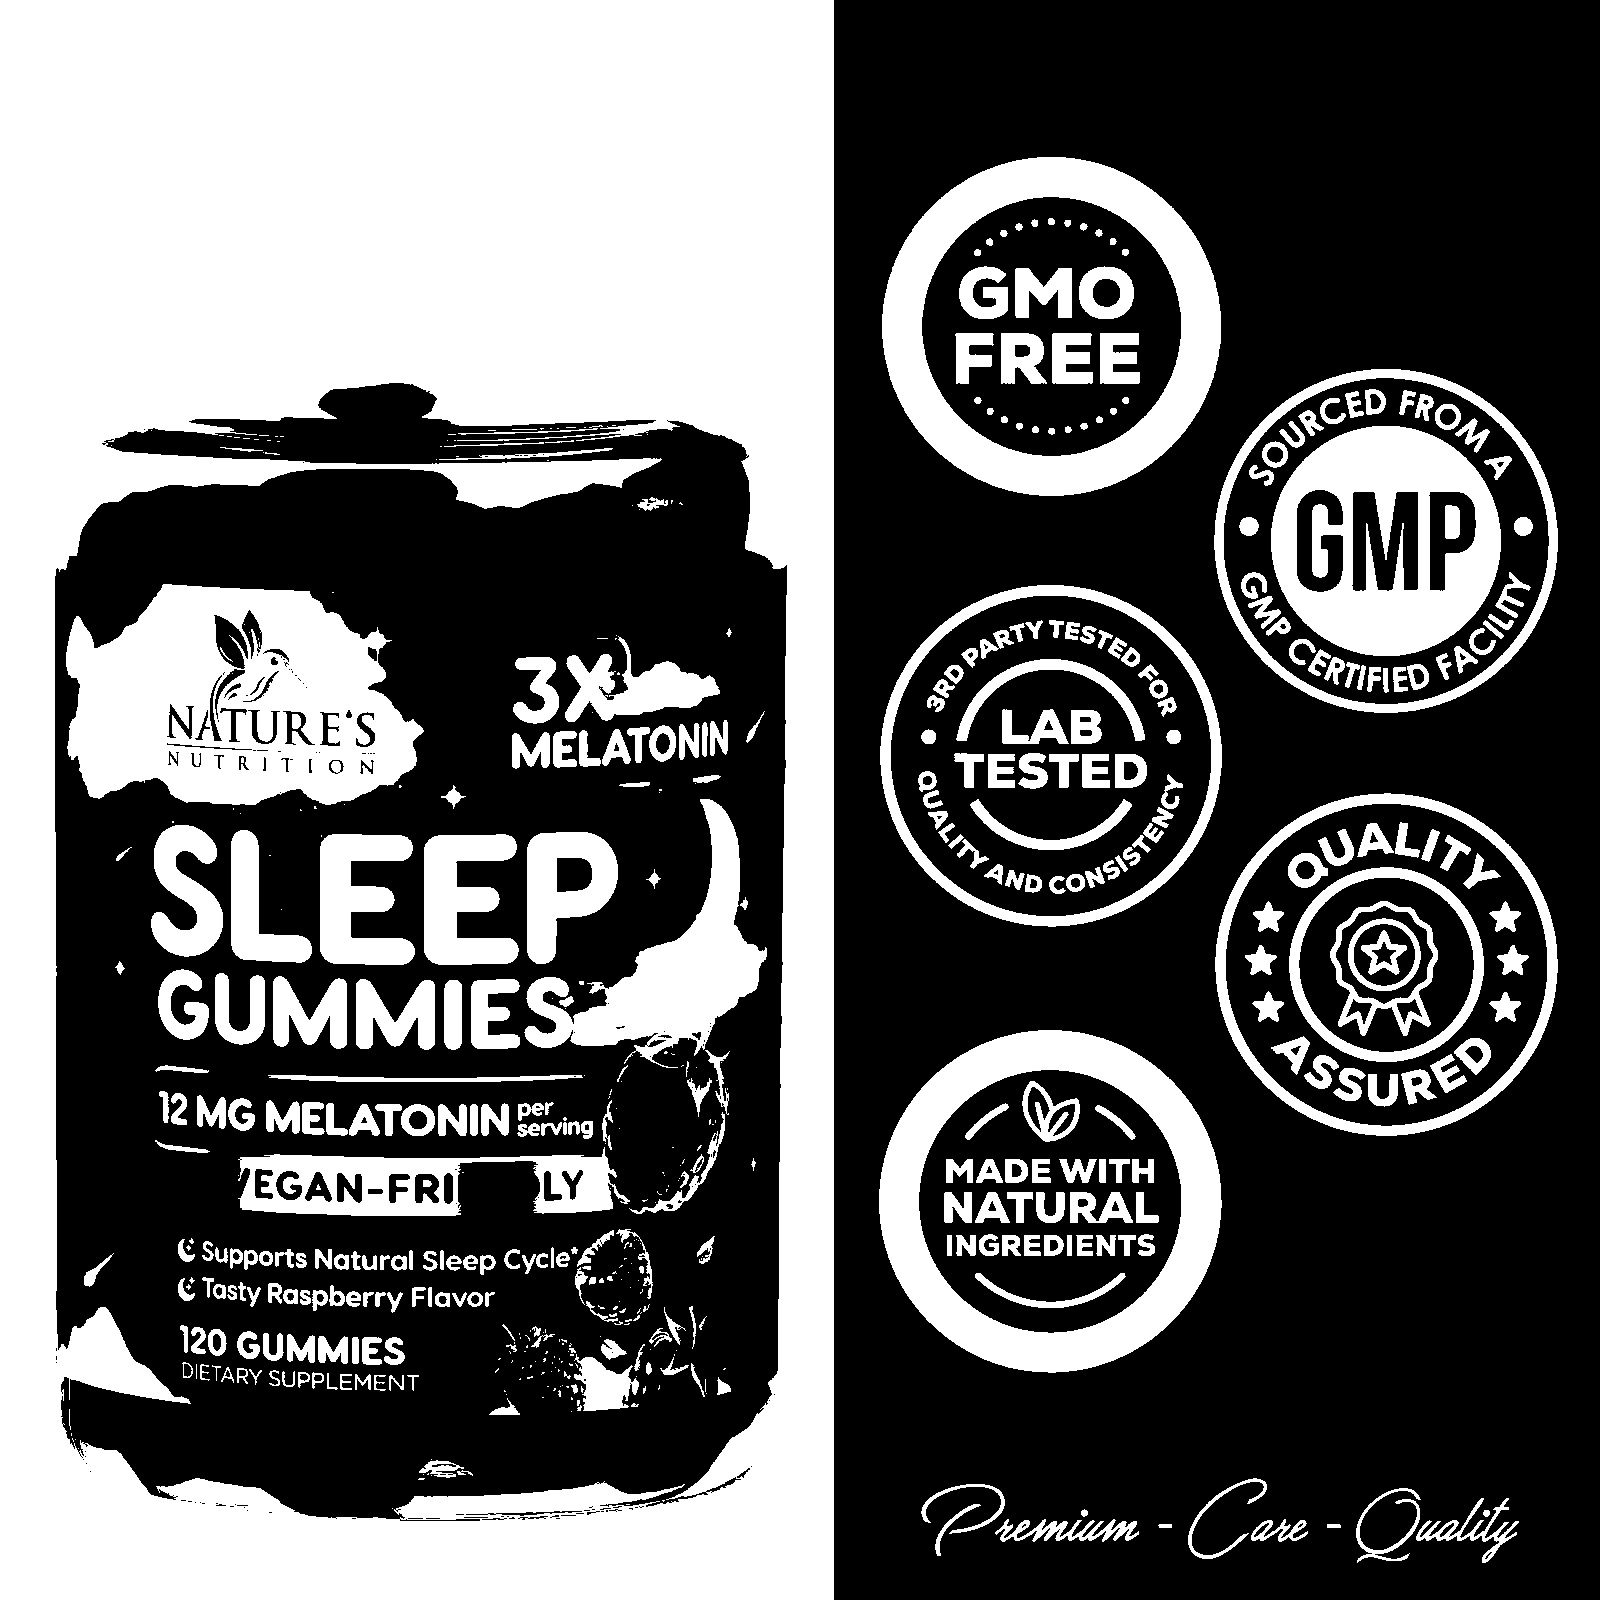 NATURE'S
NUTRITION
3X
MELATONIN
SLEEP
GUMMIES
12 MG MELATONIN per serving
Supports Natural Sleep Cycle*
Tasty Raspberry Flavor
120 GUMMIES
DIETARY SUPPLEMENT
GMO
FREE
SOURCED FROM A
GMP
GMP CERTIFIED FACILITY
3RD PARTY TESTED FOR
LAB
TESTED
QUALITY AND CONSISTENCY
QUALITY
ASSURED
MADE WITH
NATURAL
INGREDIENTS
Premium - Care - Quality